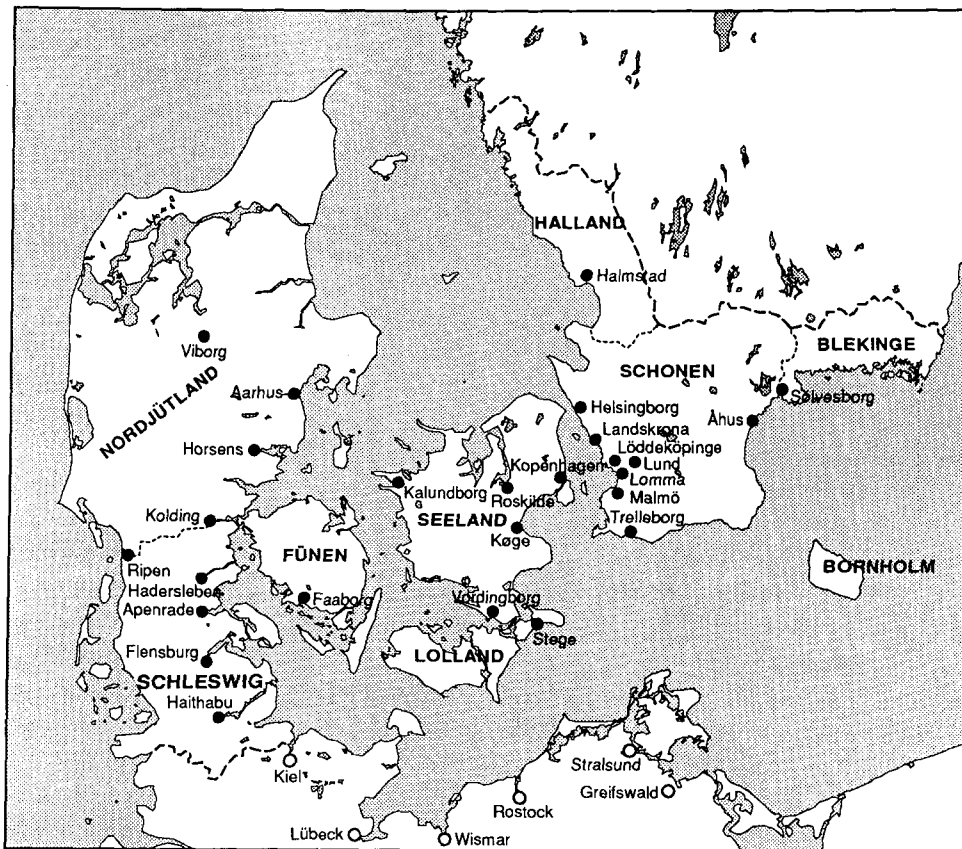 HALLAND
Halmstad
BLEKINGE
Viborg
SCHONEN
Sølvesborg
Aarhus
NORDJÜTLAND
Helsingborg
Åhus
Landskrona
Horsens
Löddeköpinge
Kopenhagen
Lund
Lomma
Kalundborg
Roskilde
Malmö
Kolding
SEELAND
Trelleborg
Køge
FÜNEN
Ripen
BORNHOLM
Hadersleben
Faaborg
Vordingborg
Apenrade
Stege
Flensburg
LOLLAND
SCHLESWIG
Haithabu
Kiel
Stralsund
Greifswald
Rostock
Lübeck
Wismar